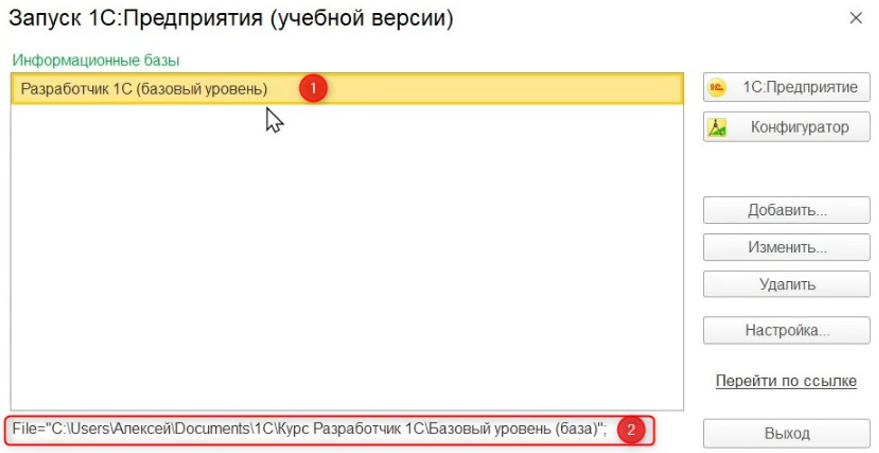 Запуск 1С:Предприятия (учебной версии)
Информационные базы
Разработчик 1С (базовый уровень) 1
1С:Предприятие
Конфигуратор
Добавить...
Изменить...
Удалить
Настройка...
Перейти по ссылке
File="C:\Users\Алексей\Documents\1С\Курс Разработчик 1С\Базовый уровень (база)"; 2
Выход